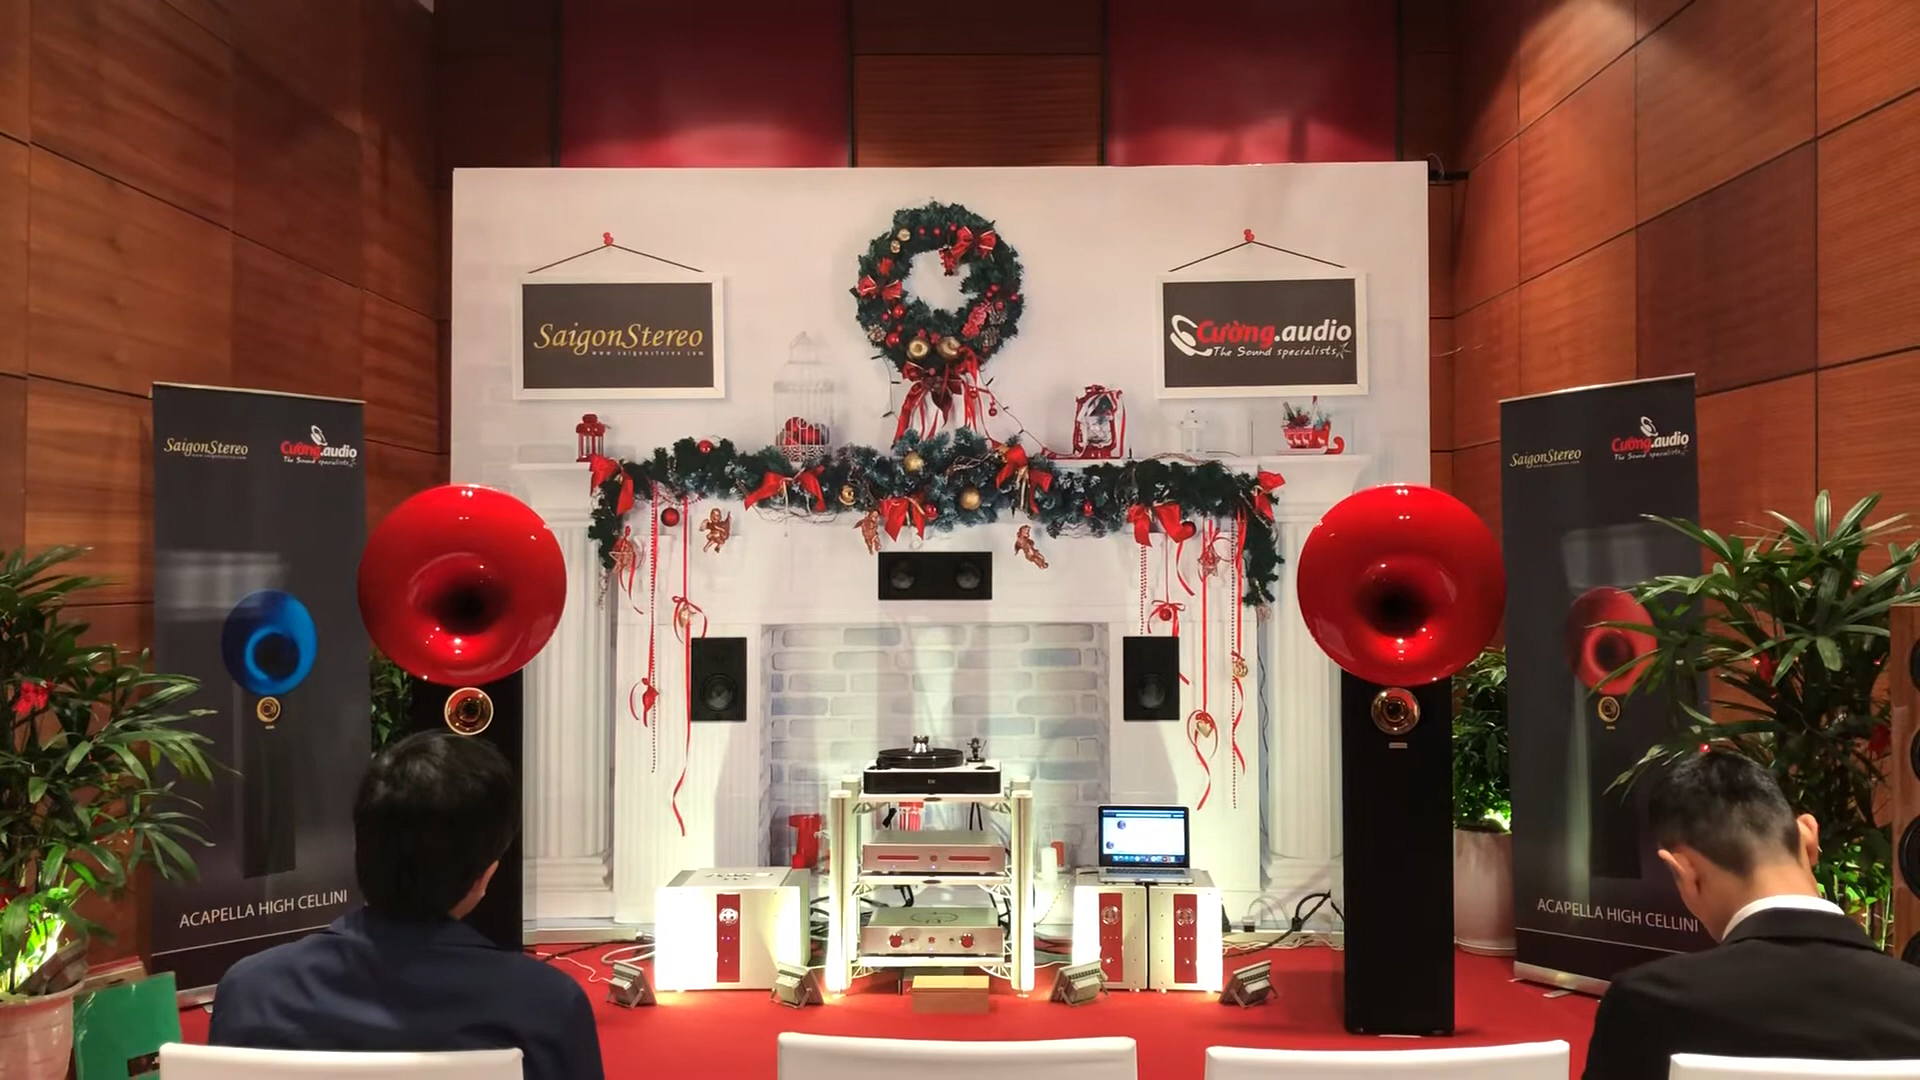 SaigonStereo
www.saigonstereo.com
Cường.audio
The Sound specialists
SaigonStereo
Cường.audio
The Sound specialists
ACAPELLA HIGH CELLINI
SaigonStereo
Cường.audio
The Sound specialists
ACAPELLA HIGH CELLINI